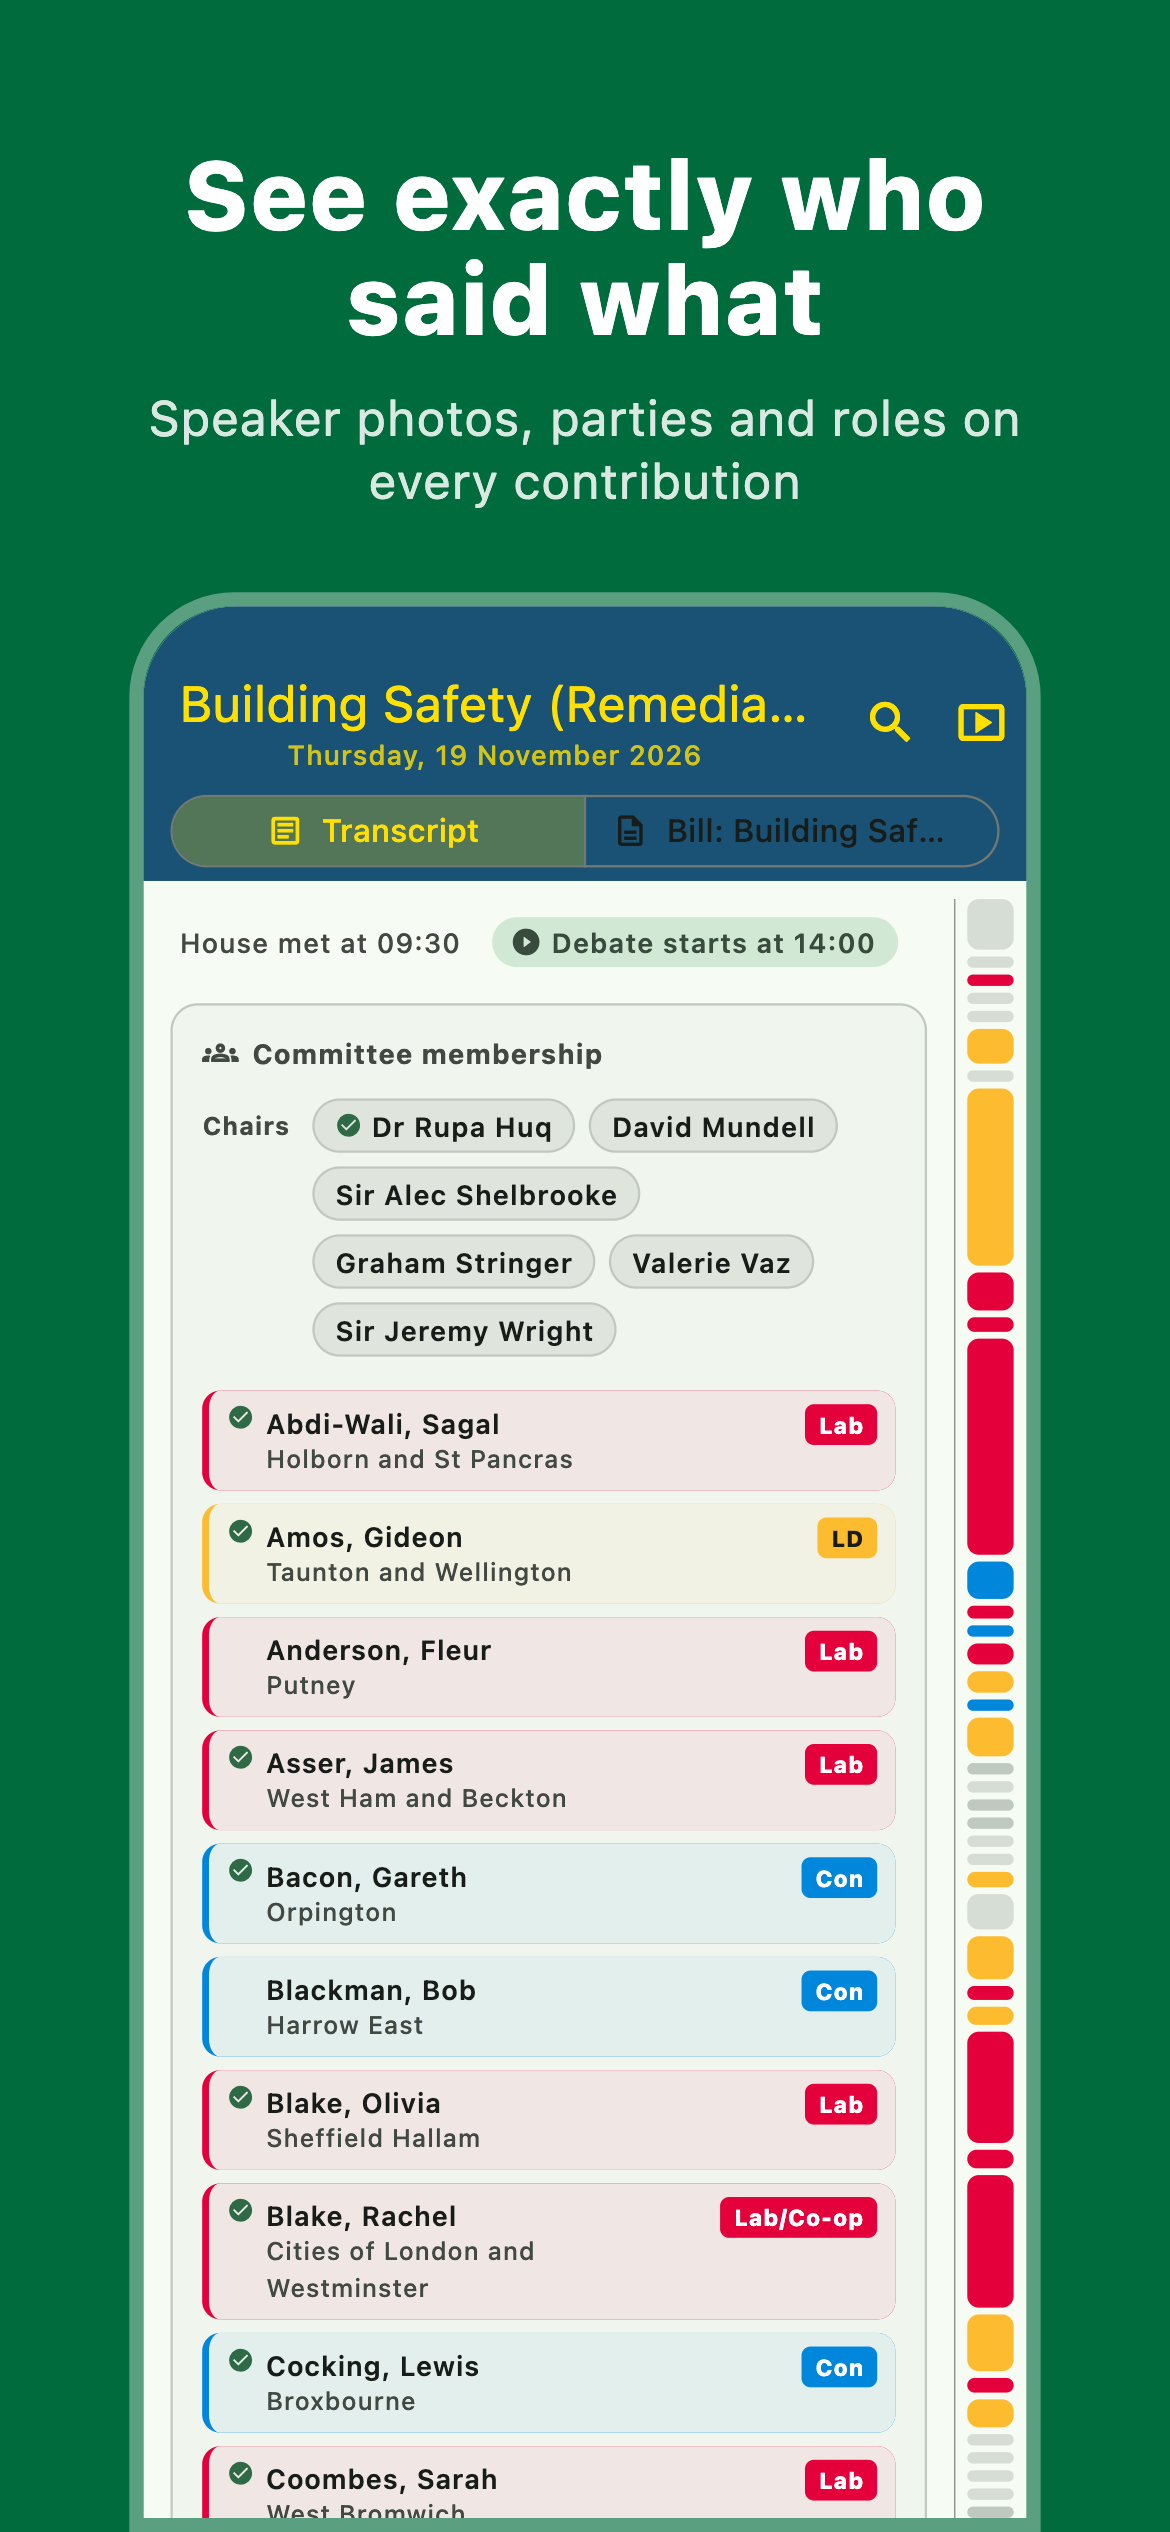 See exactly who
said what
Speaker photos, parties and roles on
every contribution
Building Safety (Remedia...
Thursday, 19 November 2026
Transcript
Bill: Building Saf...
House met at 09:30
Debate starts at 14:00
Committee membership
Chairs
Dr Rupa Huq
David Mundell
Sir Alec Shelbrooke
Graham Stringer
Valerie Vaz
Sir Jeremy Wright
Abdi-Wali, Sagal
Lab
Holborn and St Pancras
Amos, Gideon
LD
Taunton and Wellington
Anderson, Fleur
Lab
Putney
Asser, James
Lab
West Ham and Beckton
Bacon, Gareth
Con
Orpington
Blackman, Bob
Con
Harrow East
Blake, Olivia
Lab
Sheffield Hallam
Blake, Rachel
Lab/Co-op
Cities of London and
Westminster
Cocking, Lewis
Con
Broxbourne
Coombes, Sarah
Lab
West Bromwich